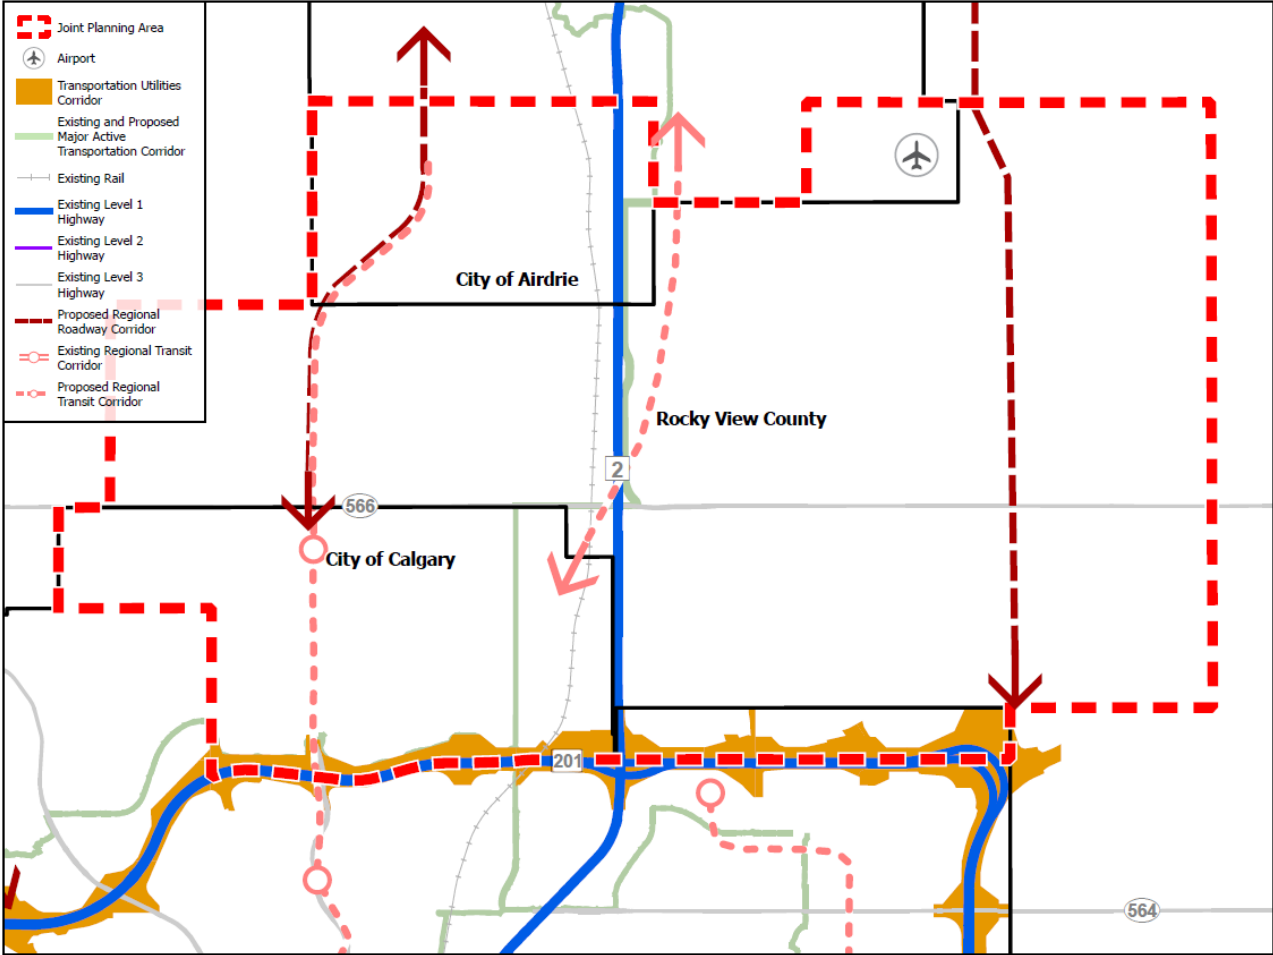 Joint Planning Area
Airport
Transportation Utilities
Corridor
Existing and Proposed
Major Active
Transportation Corridor
Existing Rail
Existing Level 1
Highway
Existing Level 2
Highway
Existing Level 3
Highway
Proposed Regional
Roadway Corridor
Existing Regional Transit
Corridor
Proposed Regional
Transit Corridor
City of Airdrie
Rocky View County
2
566
City of Calgary
201
564